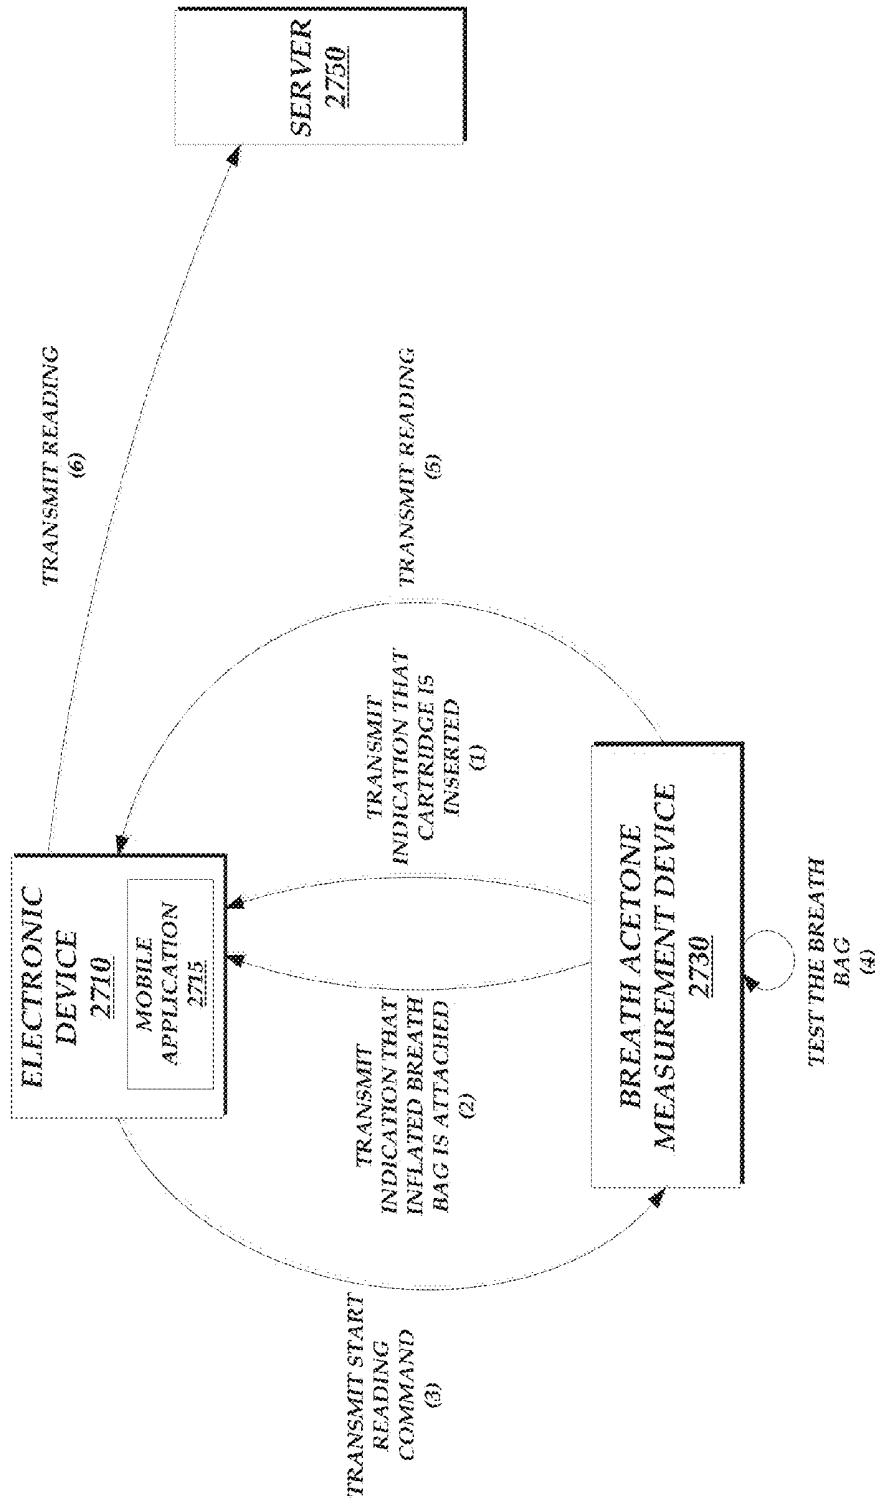 ELECTRONIC
DEVICE
2710
MOBILE
APPLICATION
2715
TRANSMIT READING
(6)
SERVER
2750
TRANSMIT START
READING
COMMAND
(3)
TRANSMIT
INDICATION THAT
INFLATED BREATH
BAG IS ATTACHED
(2)
TRANSMIT
INDICATION THAT
CARTRIDGE IS
INSERTED
(1)
TRANSMIT READING
(5)
BREATH ACETONE
MEASUREMENT DEVICE
2730
TEST THE BREATH
BAG
(4)